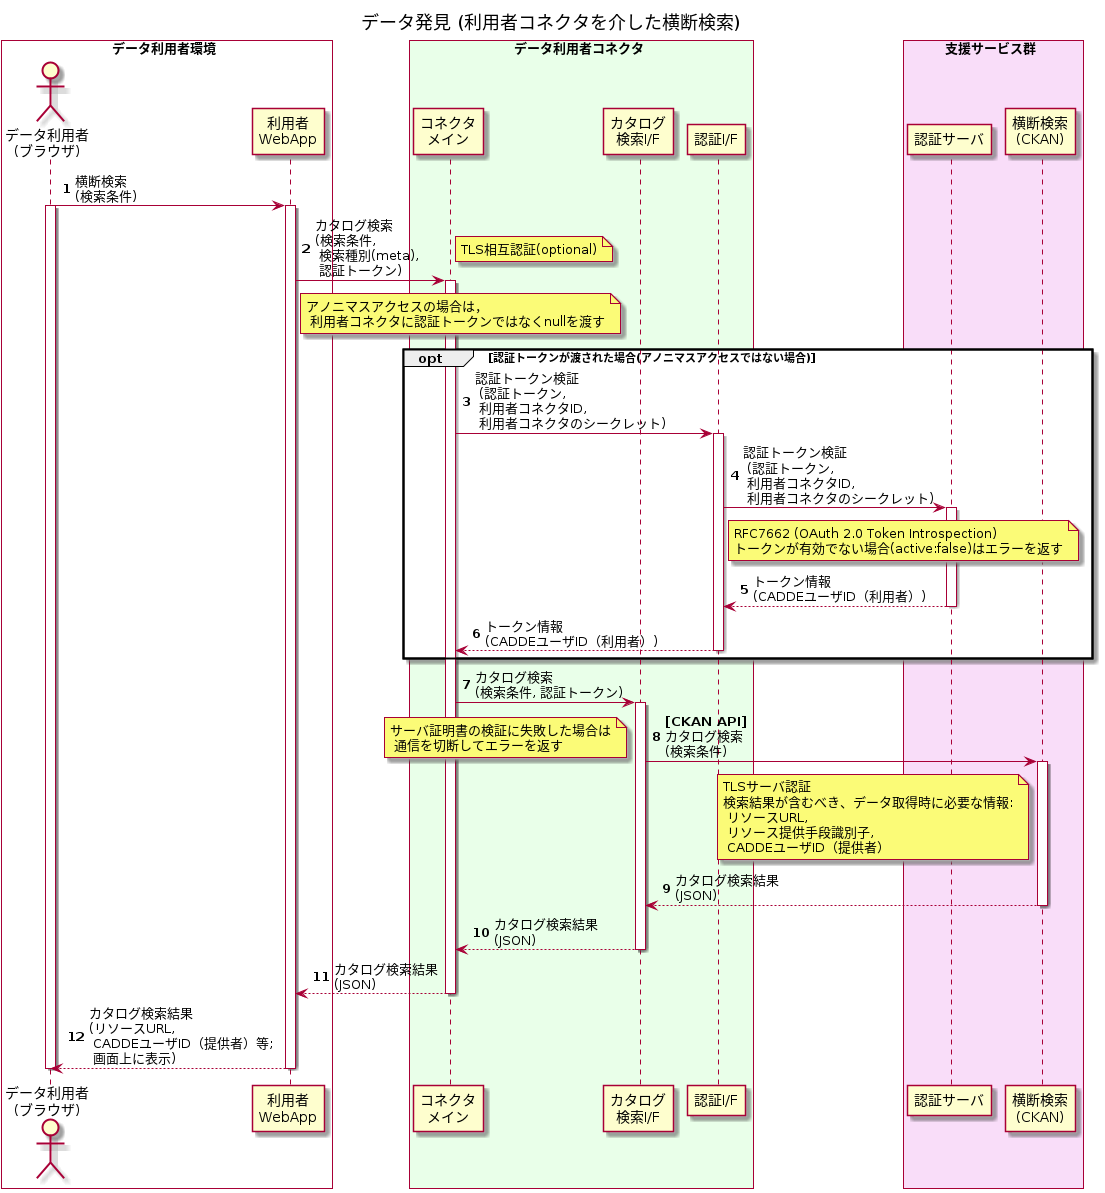 データ発見 (利用者コネクタを介した横断検索)
データ利用者環境
データ利用者コネクタ
支援サービス群
データ利用者
(ブラウザ)
利用者
WebApp
コネクタ
メイン
カタログ
検索I/F
認証I/F
認証サーバ
横断検索
(CKAN)
1 横断検索
(検索条件)
2 カタログ検索
(検索条件,
検索種別(meta),
認証トークン)
TLS相互認証(optional)
アノニマスアクセスの場合は，
利用者コネクタに認証トークンではなくnullを渡す
opt [認証トークンが渡された場合(アノニマスアクセスではない場合)]
3 認証トークン検証
(認証トークン,
利用者コネクタID,
利用者コネクタのシークレット)
4 認証トークン検証
(認証トークン,
利用者コネクタID,
利用者コネクタのシークレット)
RFC7662 (OAuth 2.0 Token Introspection)
トークンが有効でない場合(active:false)はエラーを返す
5 トークン情報
(CADDEユーザID（利用者）)
6 トークン情報
(CADDEユーザID（利用者）)
7 カタログ検索
(検索条件, 認証トークン)
サーバ証明書の検証に失敗した場合は
通信を切断してエラーを返す
[CKAN API]
8 カタログ検索
(検索条件)
TLSサーバ認証
検索結果が含むべき、データ取得時に必要な情報:
リソースURL,
リソース提供手段識別子,
CADDEユーザID（提供者）
9 カタログ検索結果
(JSON)
10 カタログ検索結果
(JSON)
11 カタログ検索結果
(JSON)
12 カタログ検索結果
(リソースURL,
CADDEユーザID（提供者）等;
画面上に表示)
データ利用者
(ブラウザ)
利用者
WebApp
コネクタ
メイン
カタログ
検索I/F
認証I/F
認証サーバ
横断検索
(CKAN)